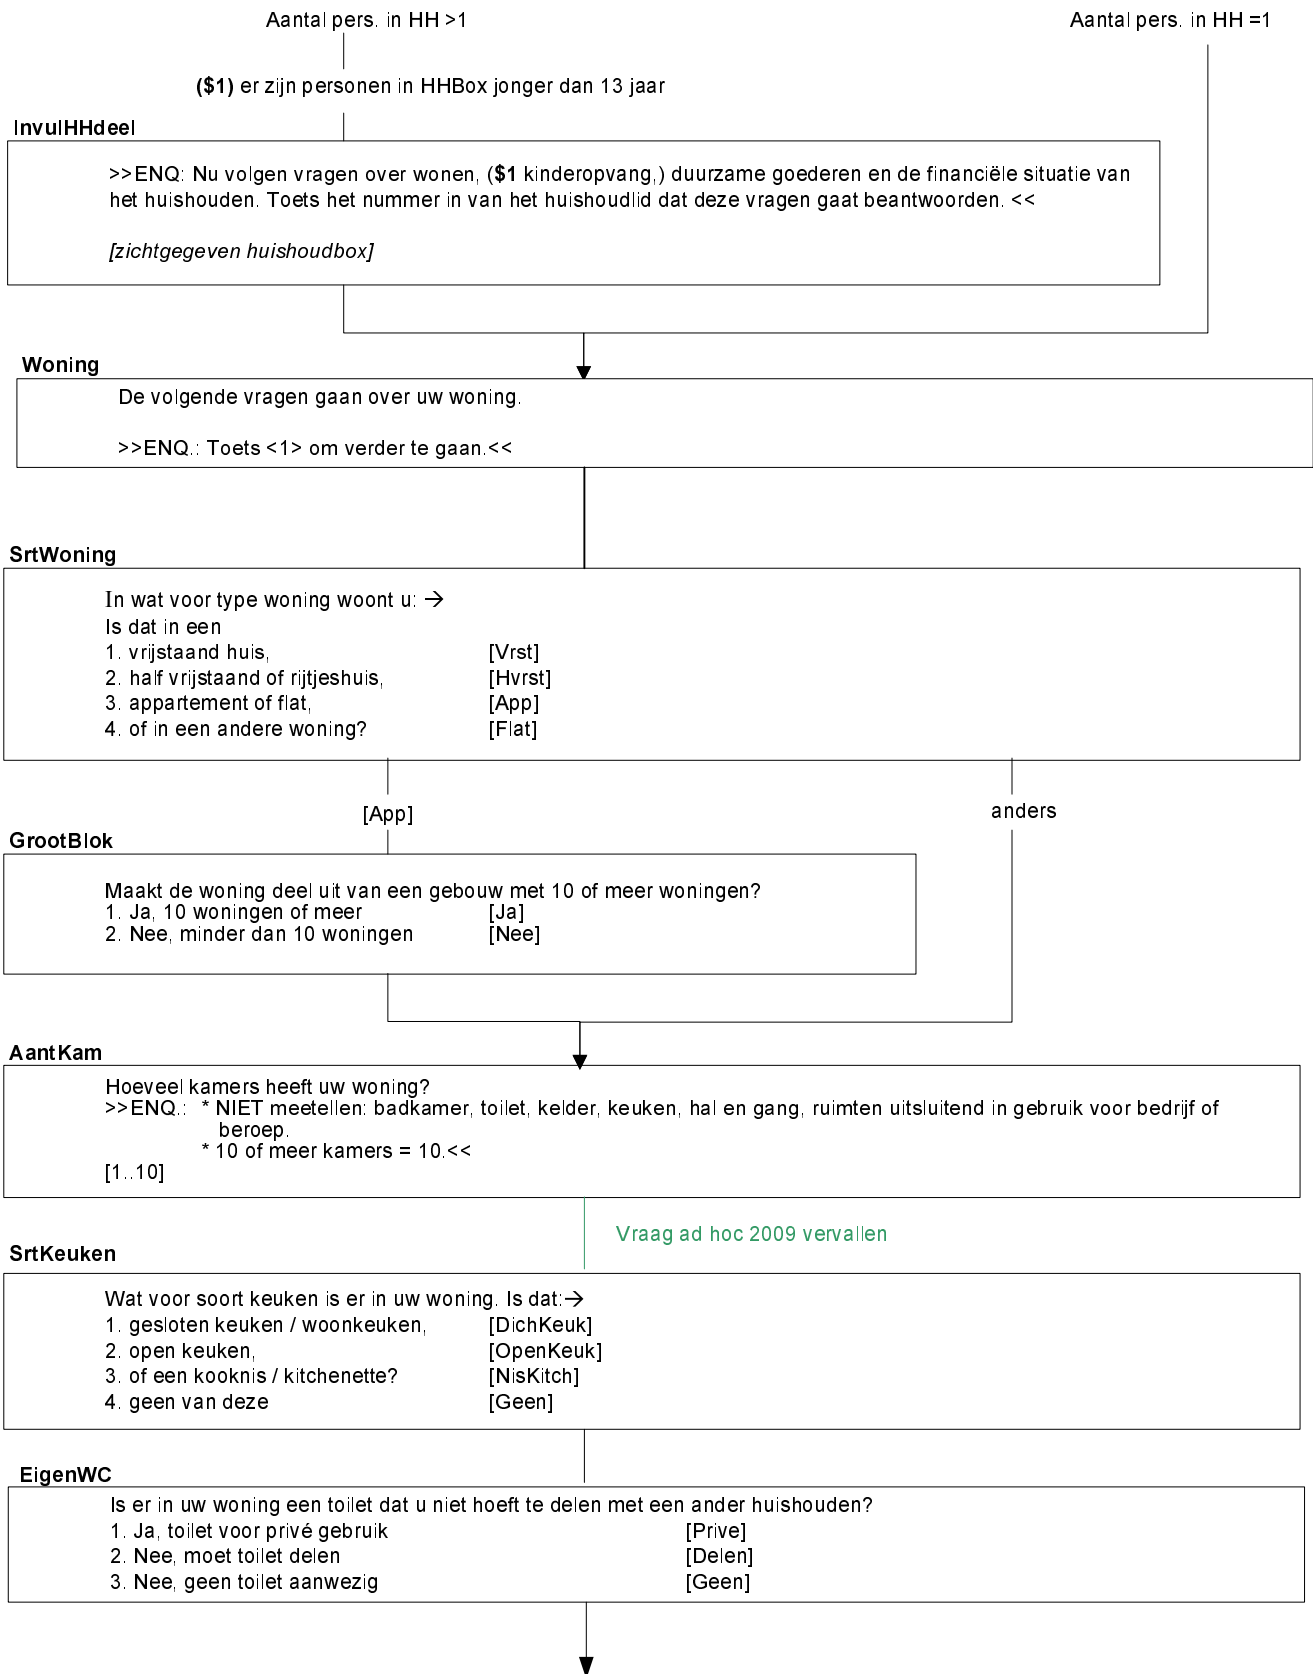 Aantal pers. in HH >1 Aantal pers. in HH =1
($1) er zijn personen in HHBox jonger dan 13 jaar
InvulHHdeel
>>ENQ: Nu volgen vragen over wonen, ($1 kinderopvang,) duurzame goederen en de financiële situatie van
het huishouden. Toets het nummer in van het huishoudlid dat deze vragen gaat beantwoorden. <<
[zichtgegeven huishoudbox]
Woning
De volgende vragen gaan over uw woning.
>>ENQ.: Toets <1> om verder te gaan.<<
SrtWoning
In wat voor type woning woont u: →
Is dat in een
1. vrijstaand huis, [Vrst]
2. half vrijstaand of rijtjeshuis, [Hvrst]
3. appartement of flat, [App]
4. of in een andere woning? [Flat]
[App] anders
GrootBlok
Maakt de woning deel uit van een gebouw met 10 of meer woningen?
1. Ja, 10 woningen of meer [Ja]
2. Nee, minder dan 10 woningen [Nee]
AantKam
Hoeveel kamers heeft uw woning?
>>ENQ.: * NIET meetellen: badkamer, toilet, kelder, keuken, hal en gang, ruimten uitsluitend in gebruik voor bedrijf of
beroep.
* 10 of meer kamers = 10.<<
[1..10]
Vraag ad hoc 2009 vervallen
SrtKeuken
Wat voor soort keuken is er in uw woning. Is dat:→
1. gesloten keuken / woonkeuken, [DichKeuk]
2. open keuken, [OpenKeuk]
3. of een kooknis / kitchenette? [NisKitch]
4. geen van deze [Geen]
EigenWC
Is er in uw woning een toilet dat u niet hoeft te delen met een ander huishouden?
1. Ja, toilet voor privé gebruik [Prive]
2. Nee, moet toilet delen [Delen]
3. Nee, geen toilet aanwezig [Geen]